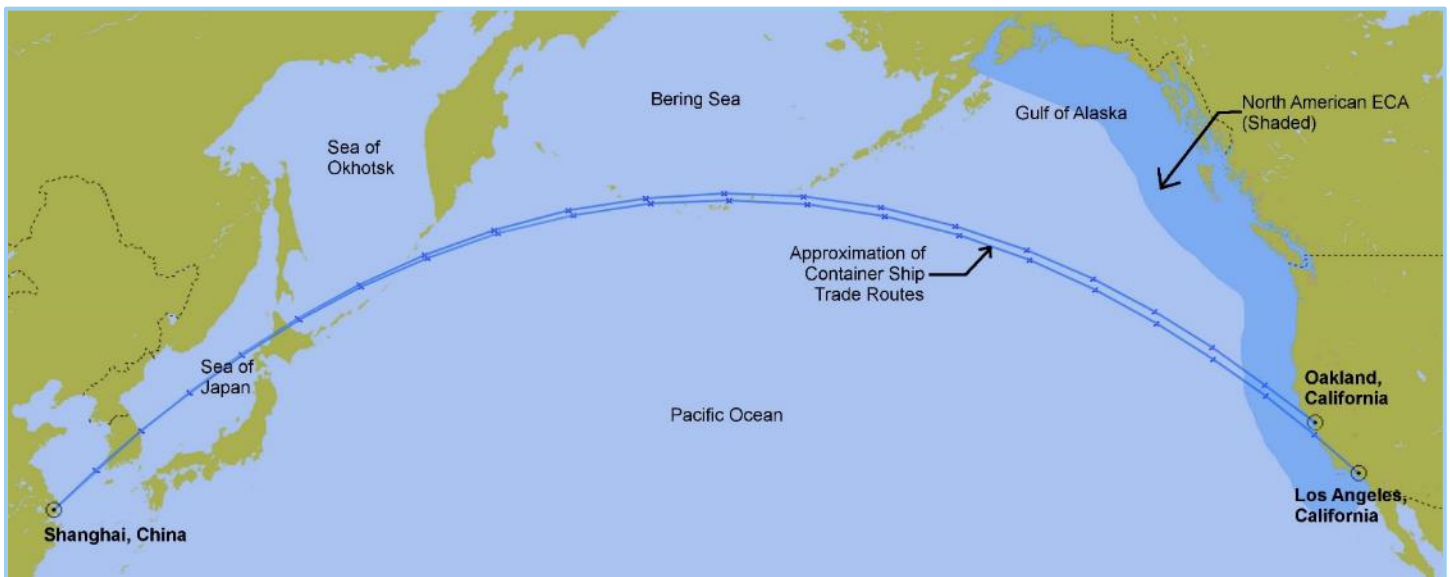 Bering Sea
Gulf of Alaska
North American ECA
(Shaded)
Sea of
Okhotsk
Approximation of
Container Ship
Trade Routes
Sea of
Japan
Pacific Ocean
Oakland,
California
Los Angeles,
California
Shanghai, China